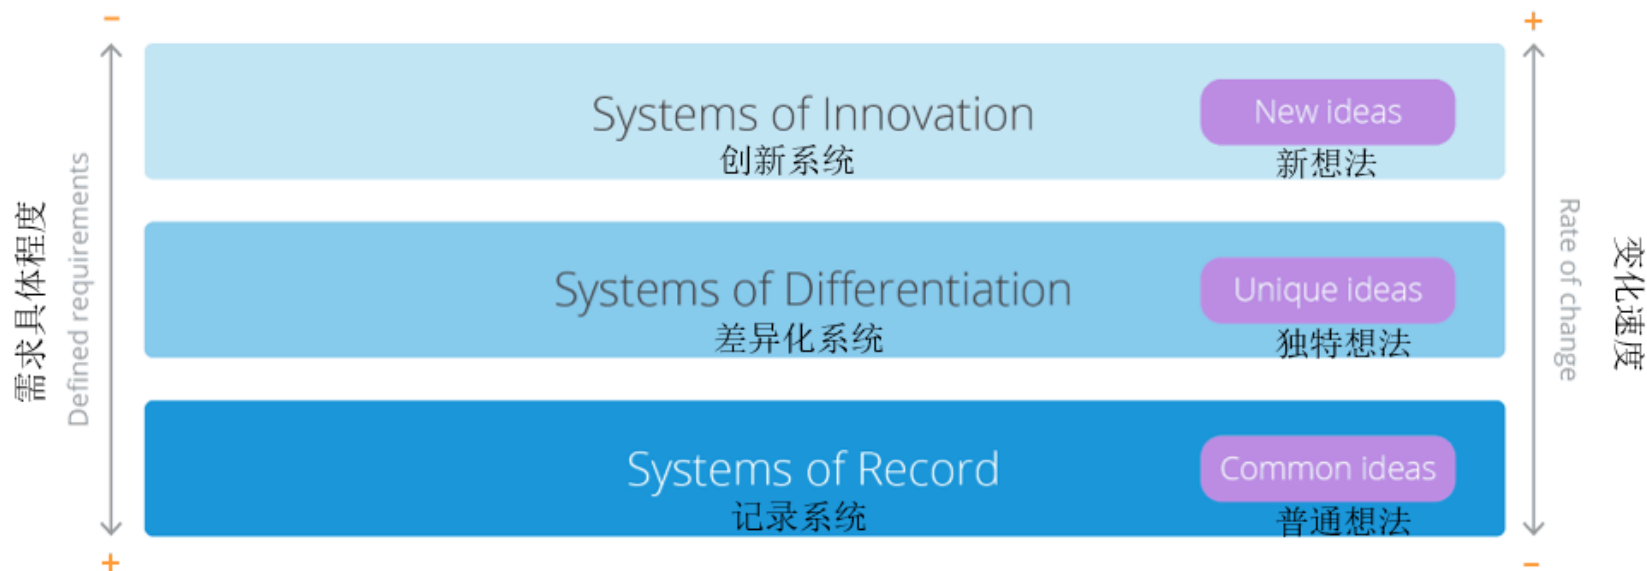 −
+
Systems of Innovation
New ideas
创新系统
新想法
需求具体程度
Defined requirements
Systems of Differentiation
Unique ideas
差异化系统
独特想法
Rate of change
变化速度
Systems of Record
Common ideas
记录系统
普通想法
+
−